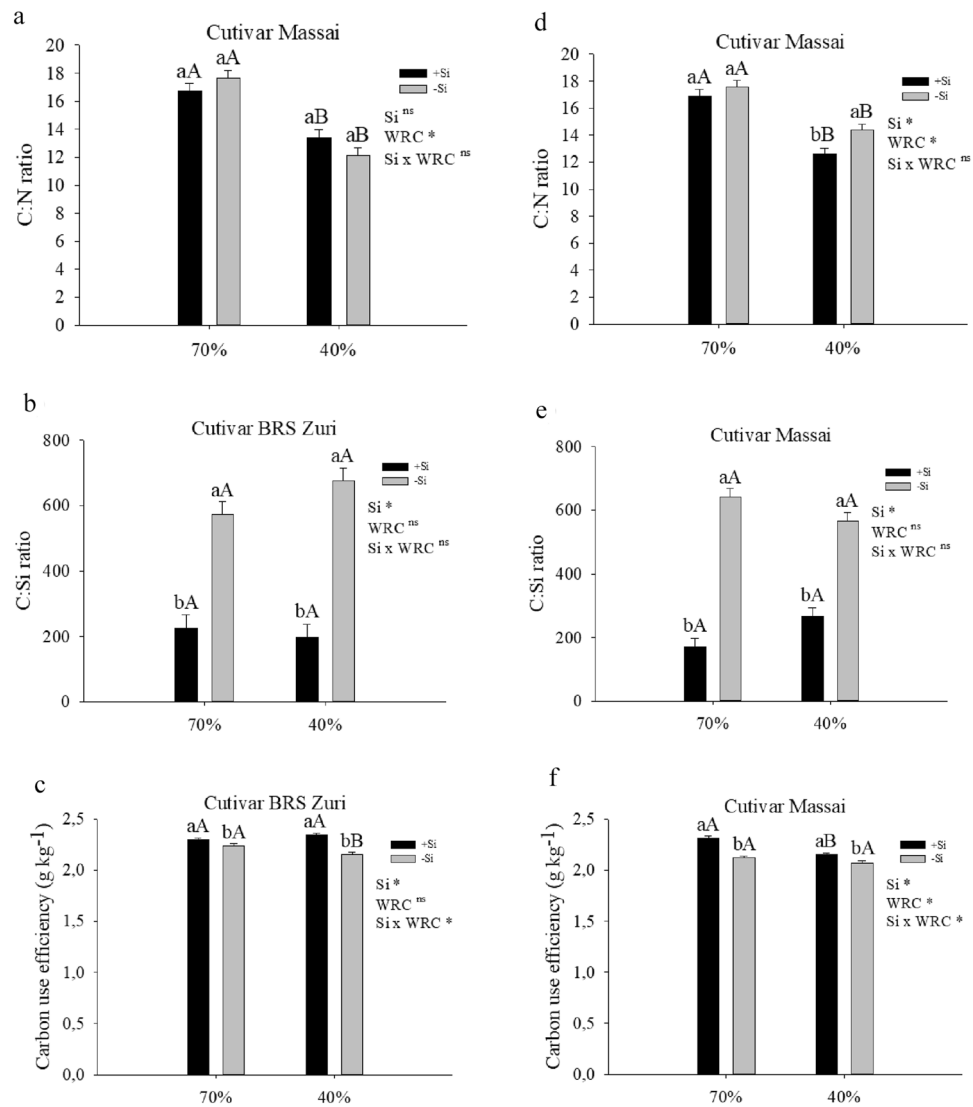 a
Cutivar Massai
C:N ratio
18
20
16
14
12
10
8
6
4
2
0
aA
aA
aB
aB
+Si
-Si
Si ns
WRC *
Si x WRC ns
70%
40%
d
Cutivar Massai
C:N ratio
20
18
16
14
12
10
8
6
4
2
0
aA
aA
bB
aB
+Si
-Si
Si *
WRC *
Si x WRC ns
70%
40%
b
Cutivar BRS Zuri
C:Si ratio
800
600
400
200
0
bA
aA
bA
aA
+Si
-Si
Si *
WRC ns
Si x WRC ns
70%
40%
e
Cutivar Massai
C:Si ratio
800
600
400
200
0
bA
aA
bA
aA
+Si
-Si
Si *
WRC ns
Si x WRC ns
70%
40%
c
Cutivar BRS Zuri
Carbon use efficiency (g kg-1)
2,5
2,0
1,5
1,0
0,5
0,0
aA
bA
aA
bB
+Si
-Si
Si *
WRC ns
Si x WRC *
70%
40%
f
Cutivar Massai
Carbon use efficiency (g kg-1)
2,5
2,0
1,5
1,0
0,5
0,0
aA
bA
aB
bA
+Si
-Si
Si *
WRC *
Si x WRC *
70%
40%